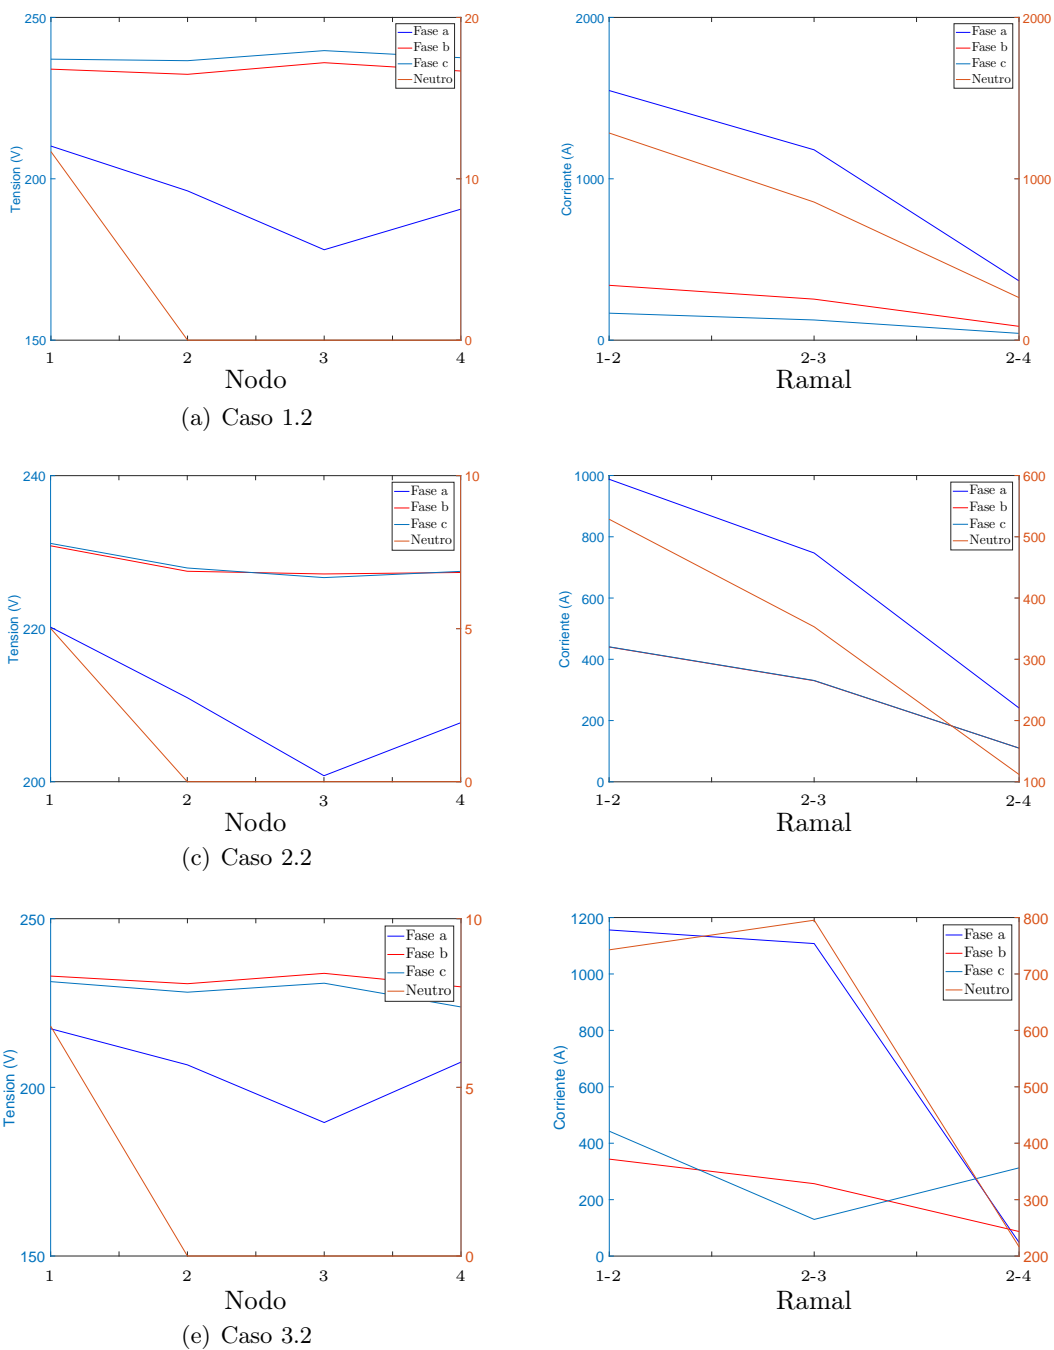 250
200
150
Tension (V)
20
10
0
1
2
3
4
Nodo
Fase a
Fase b
Fase c
Neutro
(a) Caso 1.2
2000
1000
0
Corriente (A)
2000
1000
0
1-2
2-3
2-4
Ramal
Fase a
Fase b
Fase c
Neutro
240
220
200
Tension (V)
10
5
0
1
2
3
4
Nodo
Fase a
Fase b
Fase c
Neutro
(c) Caso 2.2
1000
800
600
400
200
0
Corriente (A)
600
500
400
300
200
100
1-2
2-3
2-4
Ramal
Fase a
Fase b
Fase c
Neutro
250
200
150
Tension (V)
10
5
0
1
2
3
4
Nodo
Fase a
Fase b
Fase c
Neutro
(e) Caso 3.2
1200
1000
800
600
400
200
0
Corriente (A)
800
700
600
500
400
300
200
1-2
2-3
2-4
Ramal
Fase a
Fase b
Fase c
Neutro